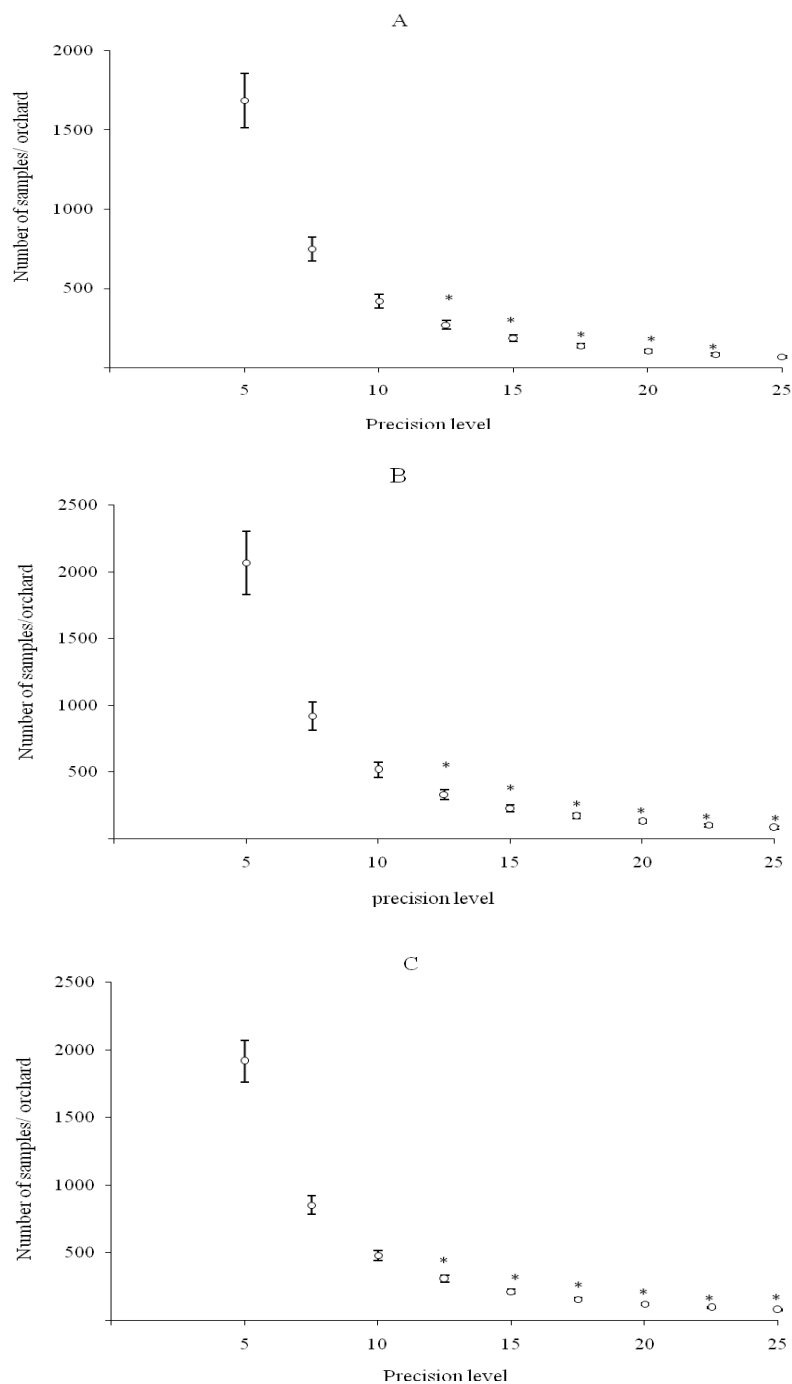 A
2000
1500
1000
500
5 10 15 20 25
Number of samples/ orchard
Precision level
* * * * *
B
2500
2000
1500
1000
500
5 10 15 20 25
Number of samples/orchard
precision level
* * * * * *
C
2500
2000
1500
1000
500
5 10 15 20 25
Number of samples/ orchard
Precision level
* * * * * *